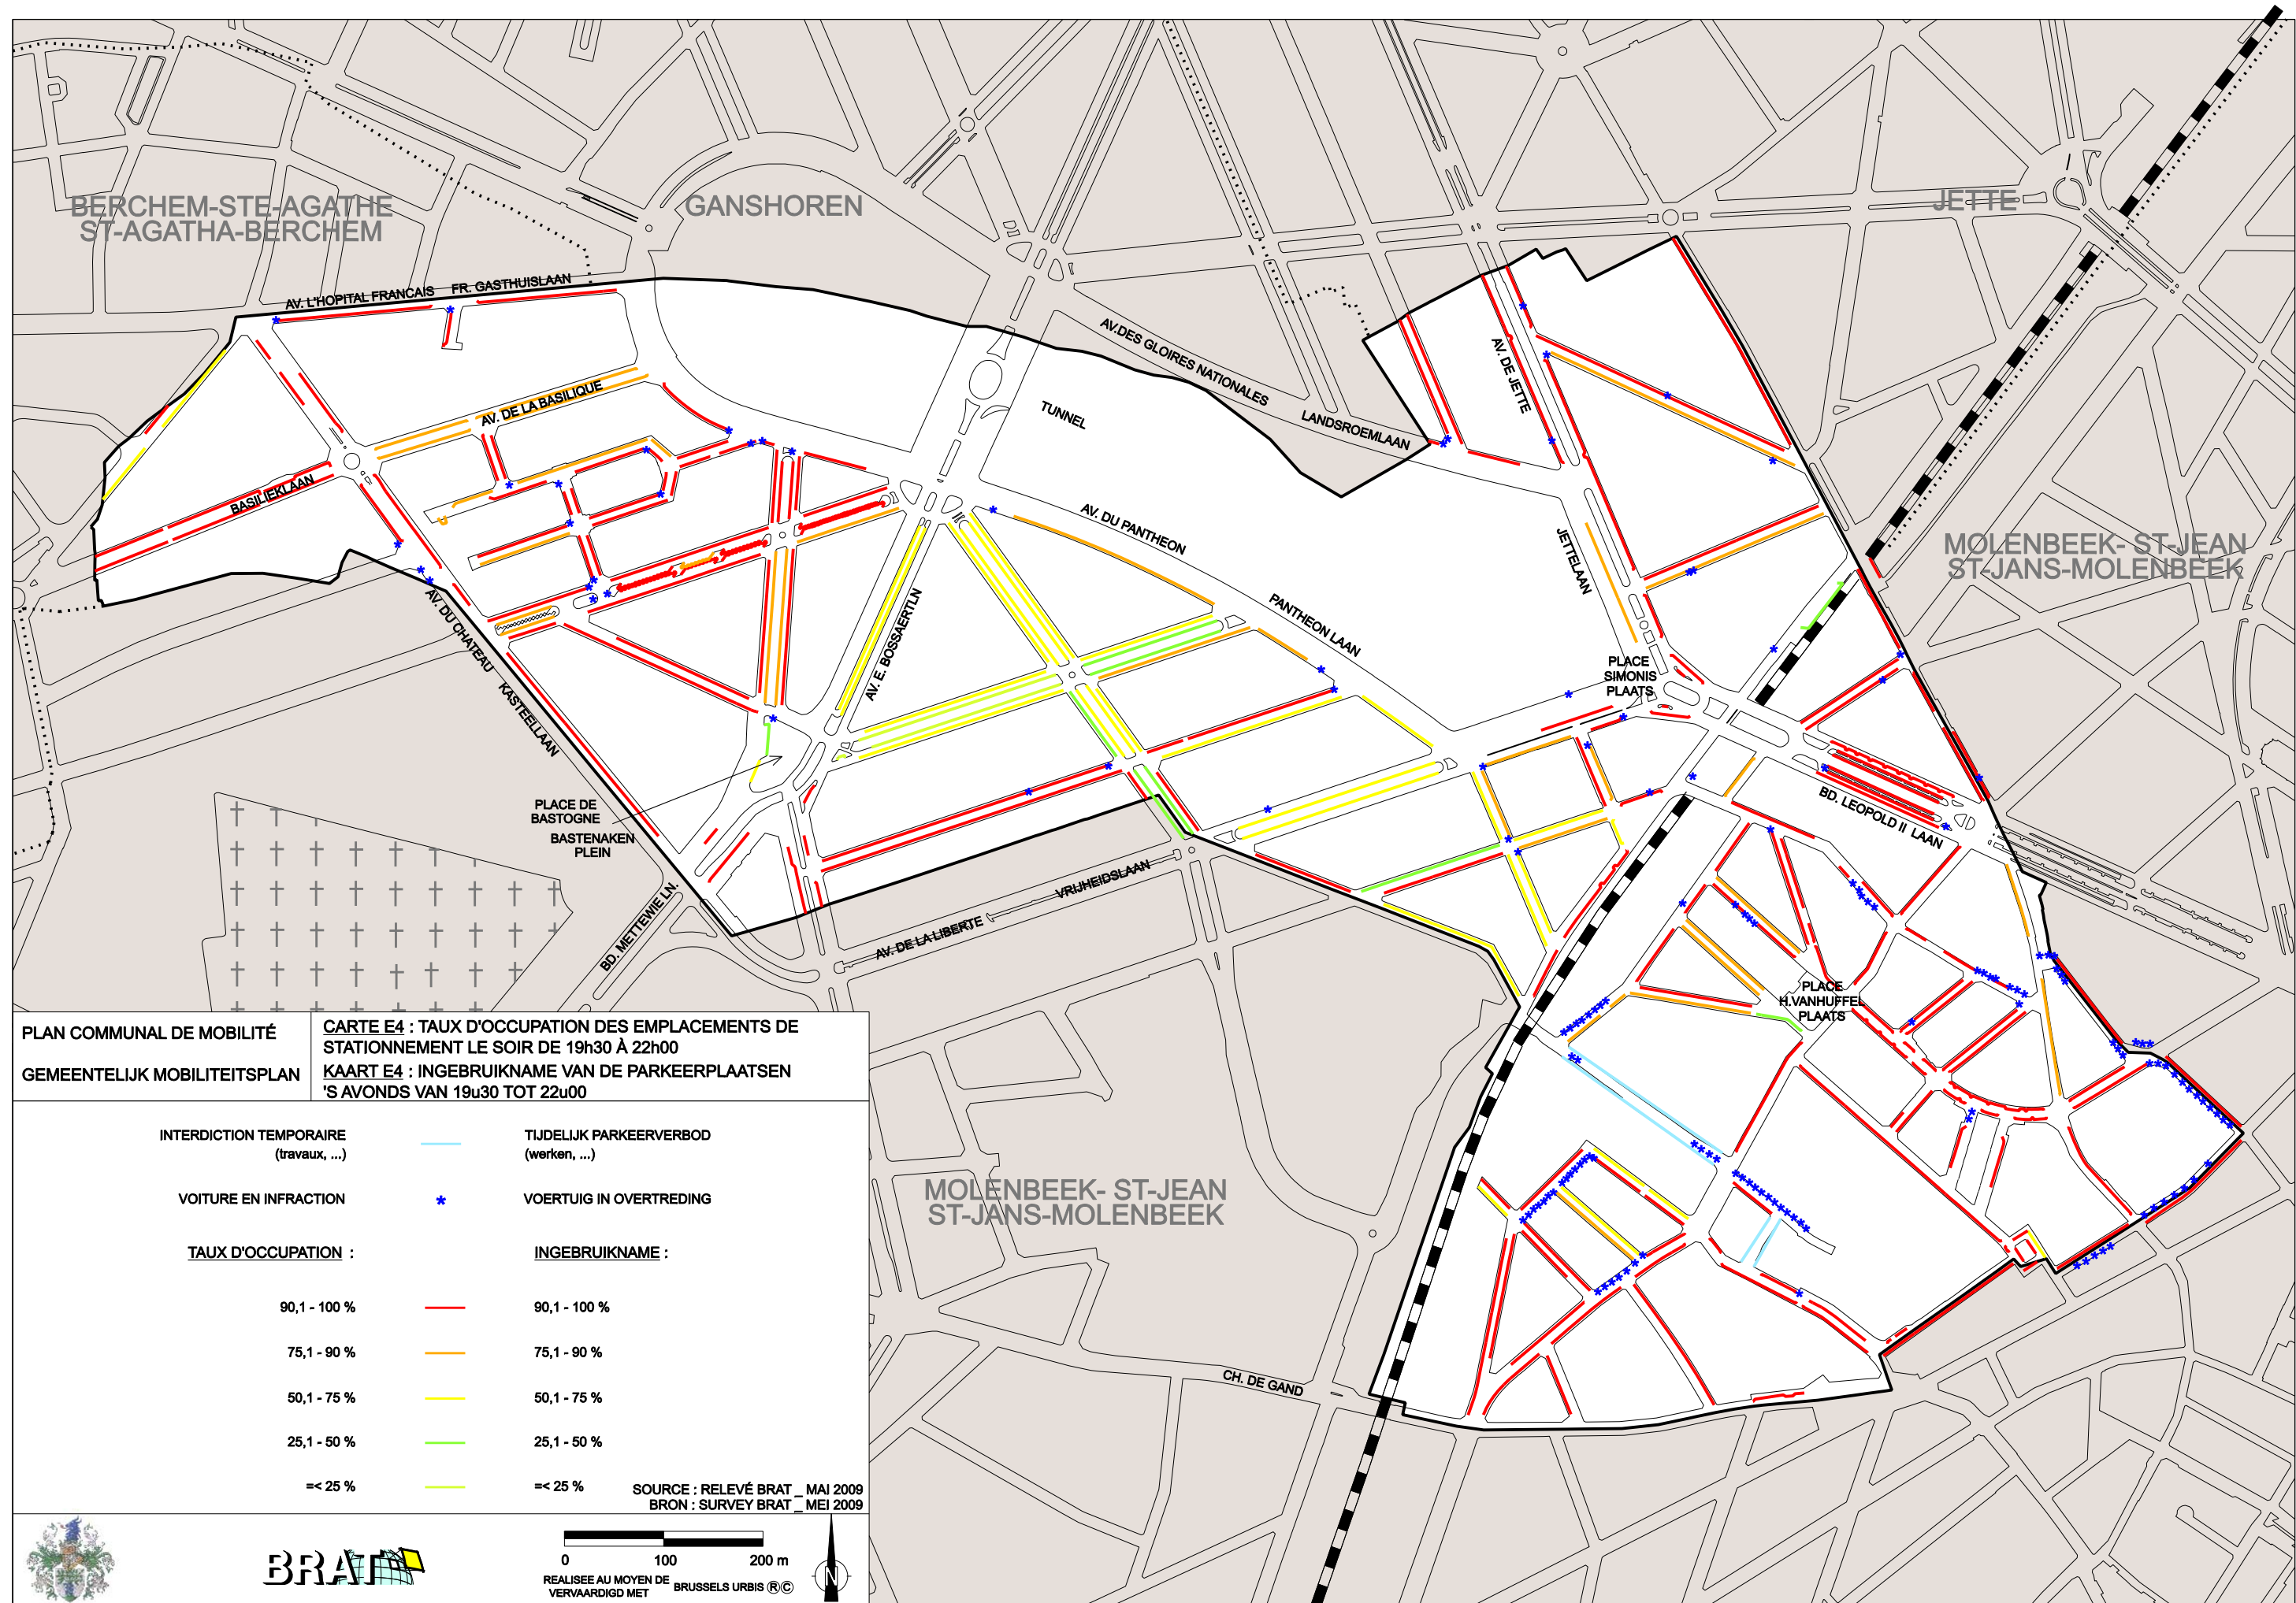 BERCHEM-STE-AGATHE
ST-AGATHA-BERCHEM
GANSHOREN
JETTE
AV. L'HOPITAL FRANCAIS FR. GASTHUISLAAN
AV. DE LA BASILIQUE
BASILIEKLAAN
TUNNEL
AV.DES GLOIRES NATIONALES
LANDSROEMLAAN
AV. DE JETTE
JETTELAAN
AV. DU PANTHEON
PANTHEON LAAN
MOLENBEEK- ST-JEAN
ST-JANS-MOLENBEEK
AV. DU CHATEAU
KASTEELLAAN
AV. E. BOSSAERTLN
PLACE
SIMONIS
PLAATS
PLACE DE
BASTOGNE
BASTENAKEN
PLEIN
BD. LEOPOLD II LAAN
BD. METTEWIE LN.
AV. DE LA LIBERTE
VRIJHEIDSLAAN
PLACE
H.VANHUFFEL
PLAATS
MOLENBEEK- ST-JEAN
ST-JANS-MOLENBEEK
CH. DE GAND
PLAN COMMUNAL DE MOBILITÉ
GEMEENTELIJK MOBILITEITSPLAN
CARTE E4 : TAUX D'OCCUPATION DES EMPLACEMENTS DE
STATIONNEMENT LE SOIR DE 19h30 À 22h00
KAART E4 : INGEBRUIKNAME VAN DE PARKEERPLAATSEN
'S AVONDS VAN 19u30 TOT 22u00
INTERDICTION TEMPORAIRE
(travaux, ...)
TIJDELIJK PARKEERVERBOD
(werken, ...)
VOITURE EN INFRACTION
VOERTUIG IN OVERTREDING
TAUX D'OCCUPATION :
INGEBRUIKNAME :
90,1 - 100 % 90,1 - 100 %
75,1 - 90 % 75,1 - 90 %
50,1 - 75 % 50,1 - 75 %
25,1 - 50 % 25,1 - 50 %
=< 25 % =< 25 %
SOURCE : RELEVÉ BRAT _ MAI 2009
BRON : SURVEY BRAT _ MEI 2009
BRAT
0 100 200 m
REALISEE AU MOYEN DE
VERVAARDIGD MET
BRUSSELS URBIS ®©
N